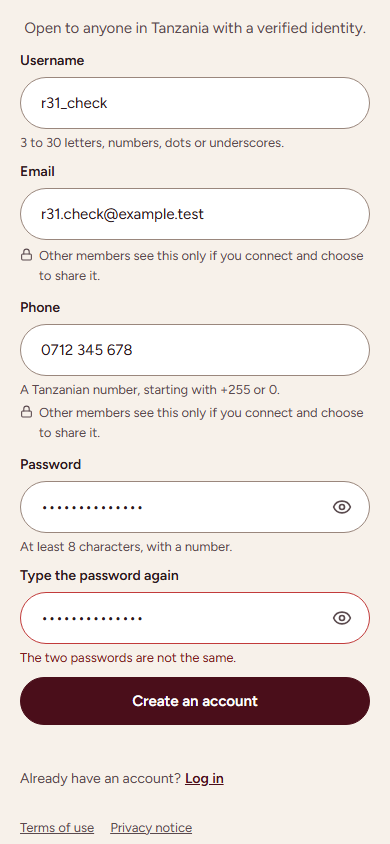 Open to anyone in Tanzania with a verified identity.
Username
r31_check
3 to 30 letters, numbers, dots or underscores.
Email
r31.check@example.test
Other members see this only if you connect and choose
to share it.
Phone
0712 345 678
A Tanzanian number, starting with +255 or 0.
Other members see this only if you connect and choose
to share it.
Password
••••••••••••••
At least 8 characters, with a number.
Type the password again
••••••••••••••
The two passwords are not the same.
Create an account
Already have an account? Log in
Terms of use Privacy notice